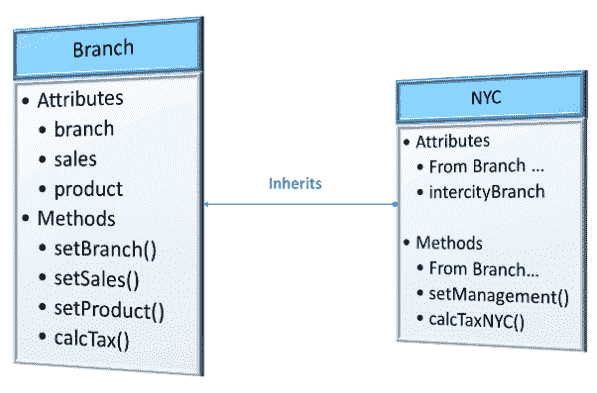 Branch
• Attributes
• branch
• sales
• product
• Methods
• setBranch()
• setSales()
• setProduct()
• calcTax()
Inherits
NYC
• Attributes
• From Branch ...
• intercityBranch
• Methods
• From Branch...
• setManagement()
• calcTaxNYC()